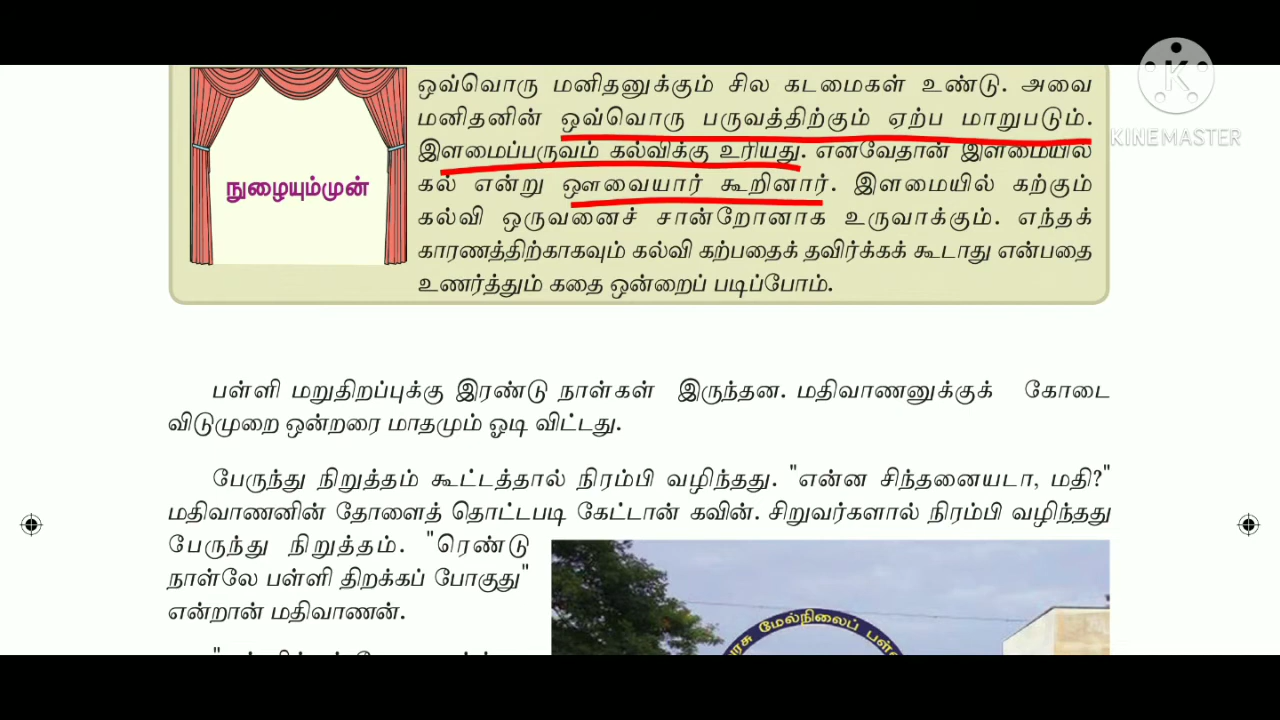 ஒவ்வொரு மனிதனுக்கும் சில கடமைகள் உண்டு. அவை
மனிதனின் ஒவ்வொரு பருவத்திற்கும் ஏற்ப மாறுபடும்.
இளமைப்பருவம் கல்விக்கு உரியது. எனவேதான் இளமையில்
கல் என்று ஔவையார் கூறினார். இளமையில் கற்கும்
கல்வி ஒருவனைச் சான்றோனாக உருவாக்கும். எந்தக்
காரணத்திற்காகவும் கல்வி கற்பதைக் தவிர்க்கக் கூடாது என்பதை
உணர்த்தும் கதை ஒன்றைப் படிப்போம்.
நுழையும்முன்
KINEMASTER
பள்ளி மறுதிறப்புக்கு இரண்டு நாள்கள் இருந்தன. மதிவாணனுக்குக் கோடை
விடுமுறை ஒன்றரை மாதமும் ஓடி விட்டது.
பேருந்து நிறுத்தம் கூட்டத்தால் நிரம்பி வழிந்தது. "என்ன சிந்தனையடா, மதி?"
மதிவாணனின் தோளைத் தொட்டபடி கேட்டான் கவின். சிறுவர்களால் நிரம்பி வழிந்தது
பேருந்து நிறுத்தம். "ரெண்டு
நாள்லே பள்ளி திறக்கப் போகுது"
என்றான் மதிவாணன்.
மேல்நிலைப்